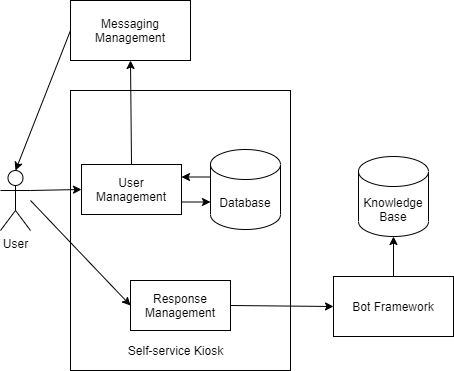 Messaging
Management
User
Management
Database
Knowledge
Base
User
Response
Management
Bot Framework
Self-service Kiosk